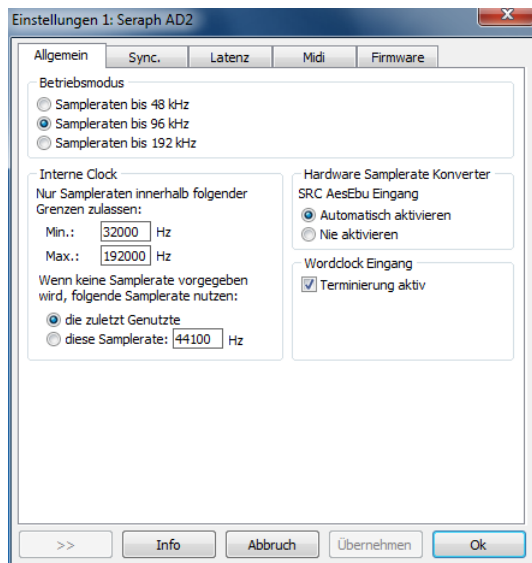 Einstellungen 1: Seraph AD2
x
Allgemein
Sync.
Latenz
Midi
Firmware
Betriebsmodus
Sampleraten bis 48 kHz
Sampleraten bis 96 kHz
Sampleraten bis 192 kHz
Interne Clock
Nur Sampleraten innerhalb folgender
Grenzen zulassen:
Min.: 32000 Hz
Max.: 192000 Hz
Wenn keine Samplerate vorgegeben
wird, folgende Samplerate nutzen:
die zuletzt Genutzte
diese Samplerate: 44100 Hz
Hardware Samplerate Konverter
SRC AesEbu Eingang
Automatisch aktivieren
Nie aktivieren
Wordclock Eingang
Terminierung aktiv
>>
Info
Abbruch
Übernehmen
Ok